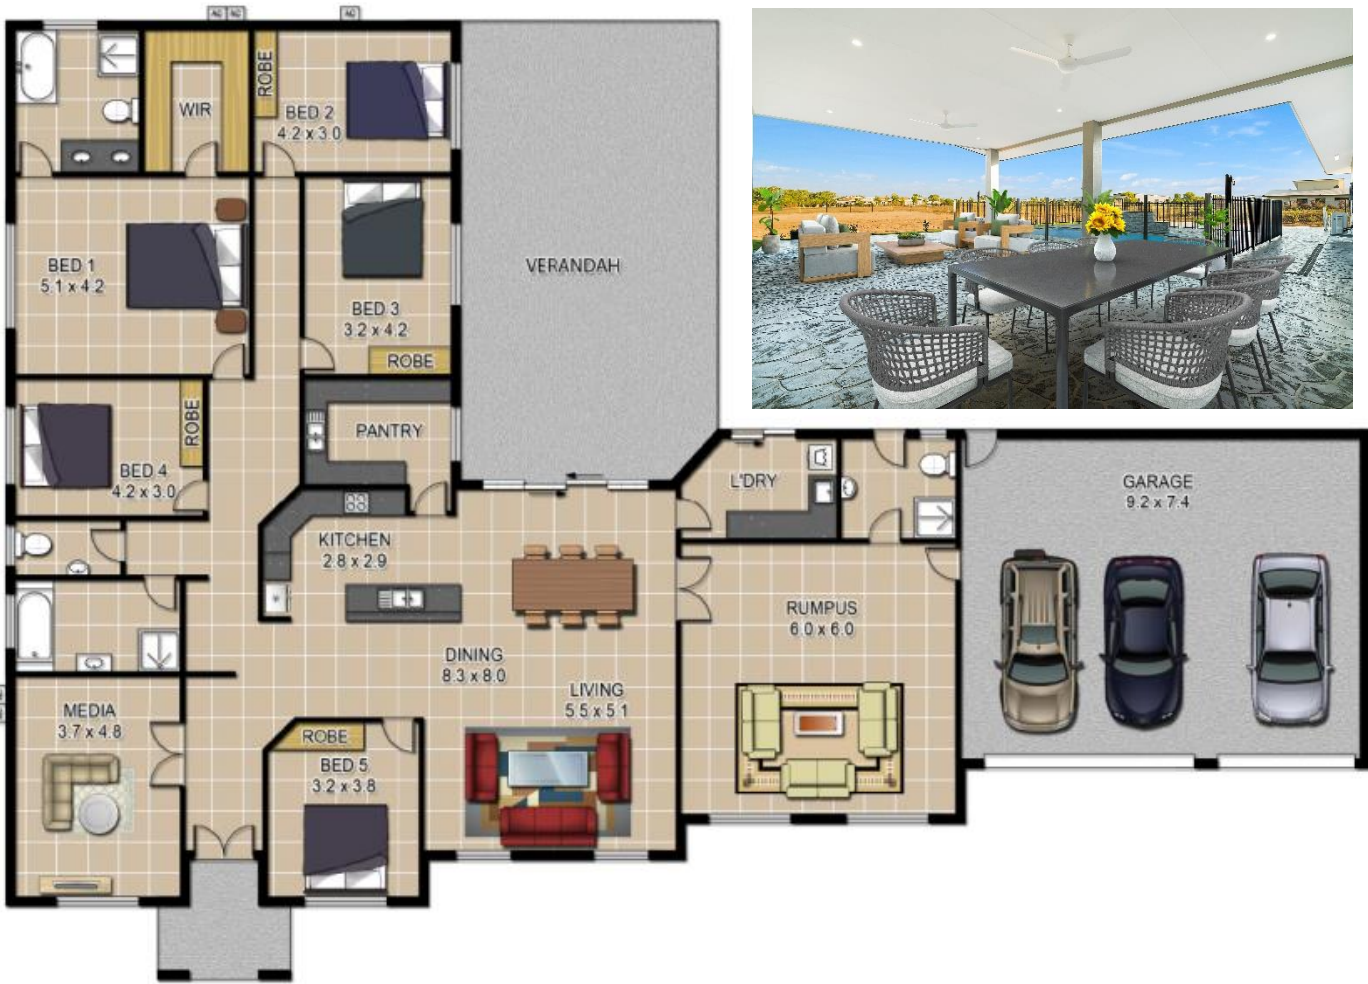 AC AC
AC
WIR
ROBE
BED 2
4.2 x 3.0
BED 1
5.1 x 4.2
BED 3
3.2 x 4.2
ROBE
VERANDAH
ROBE
BED 4
4.2 x 3.0
PANTRY
KITCHEN
2.8 x 2.9
L'DRY
GARAGE
9.2 x 7.4
RUMPUS
6.0 x 6.0
DINING
8.3 x 8.0
LIVING
5.5 x 5.1
MEDIA
3.7 x 4.8
ROBE
BED 5
3.2 x 3.8